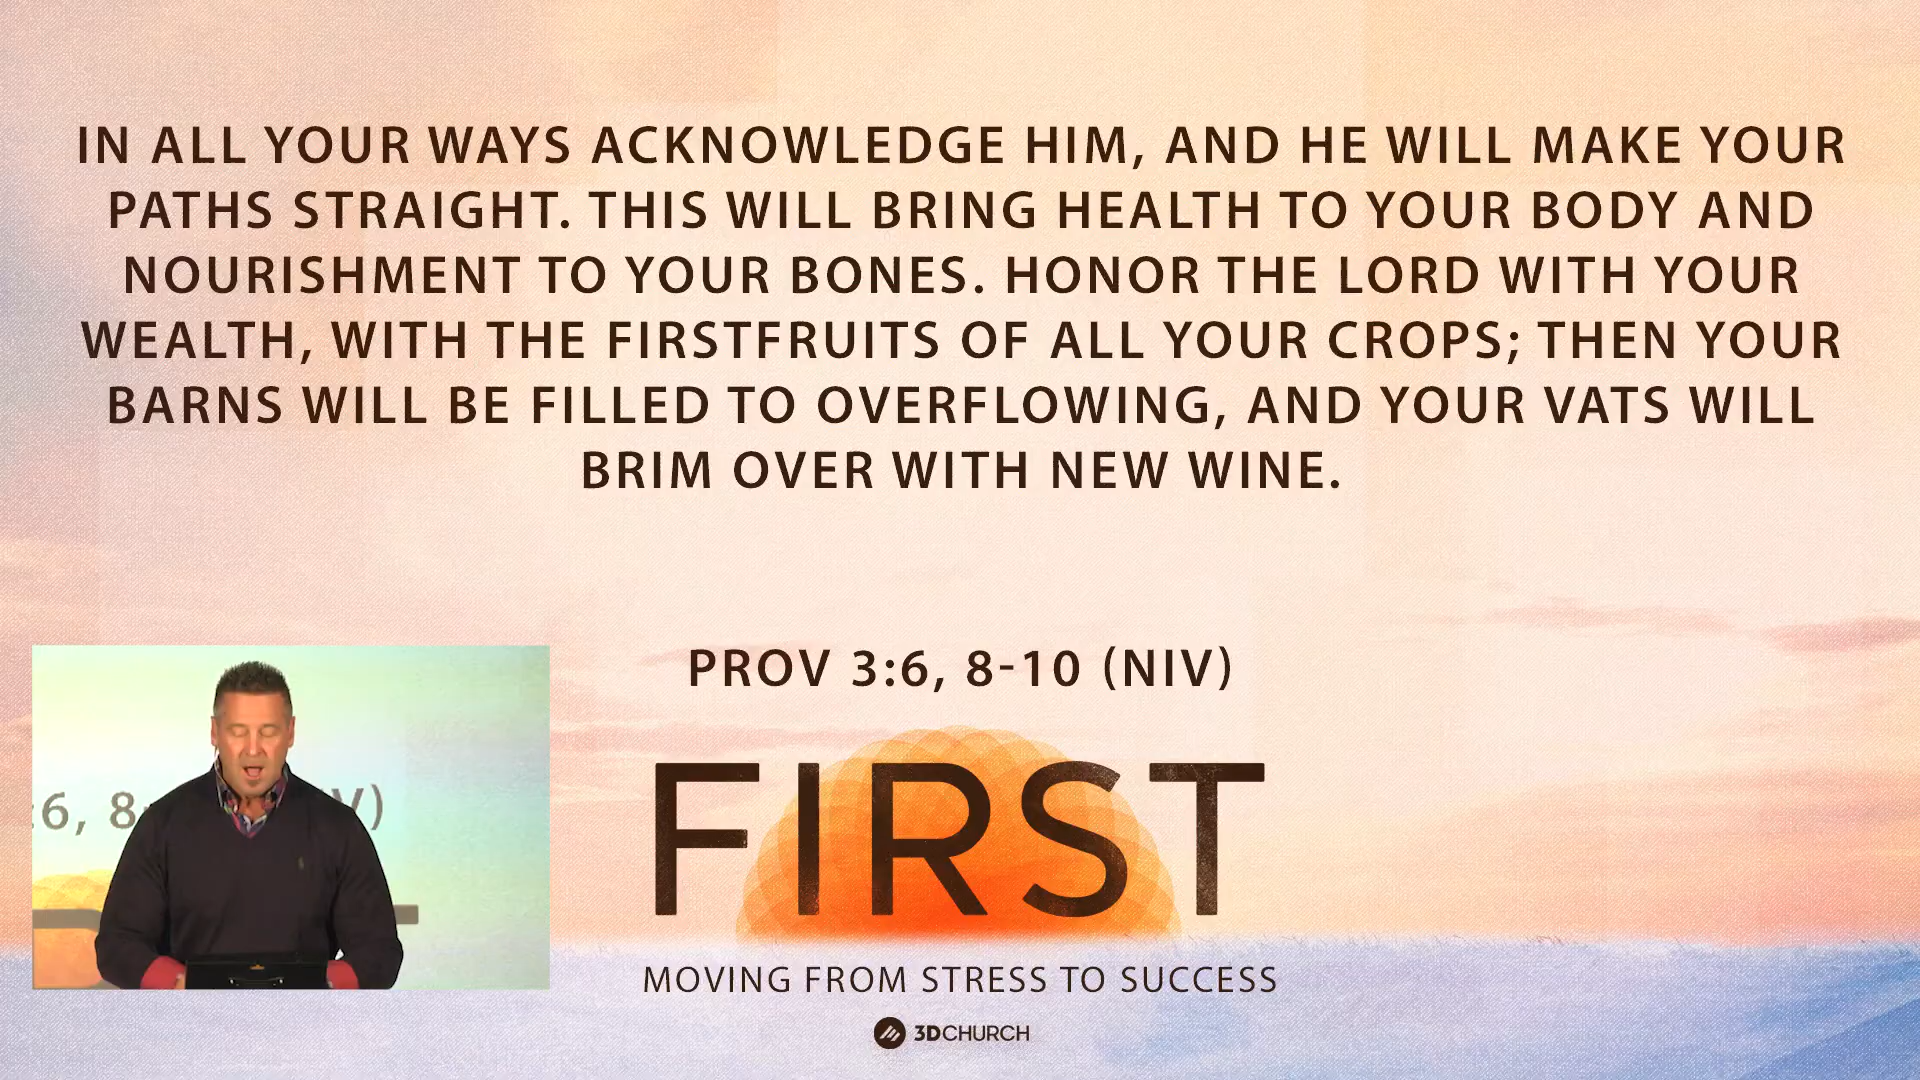 IN ALL YOUR WAYS ACKNOWLEDGE HIM, AND HE WILL MAKE YOUR
PATHS STRAIGHT. THIS WILL BRING HEALTH TO YOUR BODY AND
NOURISHMENT TO YOUR BONES. HONOR THE LORD WITH YOUR
WEALTH, WITH THE FIRSTFRUITS OF ALL YOUR CROPS; THEN YOUR
BARNS WILL BE FILLED TO OVERFLOWING, AND YOUR VATS WILL
BRIM OVER WITH NEW WINE.
PROV 3:6, 8-10 (NIV)
:6, 8- IV)
FIRST
MOVING FROM STRESS TO SUCCESS
3DCHURCH